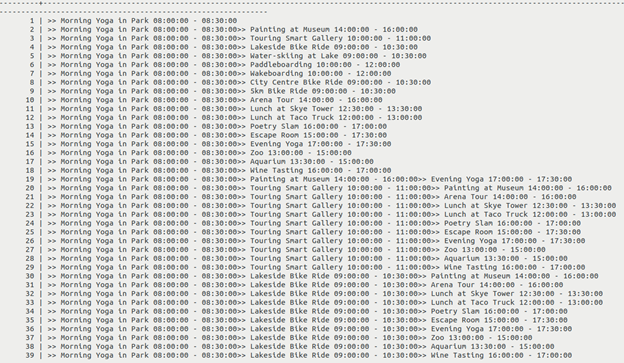 1 | >> Morning Yoga in Park 08:00:00 - 08:30:00
2 | >> Morning Yoga in Park 08:00:00 - 08:30:00>> Painting at Museum 14:00:00 - 16:00:00
3 | >> Morning Yoga in Park 08:00:00 - 08:30:00>> Touring Smart Gallery 10:00:00 - 11:00:00
4 | >> Morning Yoga in Park 08:00:00 - 08:30:00>> Lakeside Bike Ride 09:00:00 - 10:30:00
5 | >> Morning Yoga in Park 08:00:00 - 08:30:00>> Water-skiing at Lake 09:00:00 - 10:30:00
6 | >> Morning Yoga in Park 08:00:00 - 08:30:00>> Paddleboarding 10:00:00 - 12:00:00
7 | >> Morning Yoga in Park 08:00:00 - 08:30:00>> Wakeboarding 10:00:00 - 12:00:00
8 | >> Morning Yoga in Park 08:00:00 - 08:30:00>> City Centre Bike Ride 09:00:00 - 10:30:00
9 | >> Morning Yoga in Park 08:00:00 - 08:30:00>> 5km Bike Ride 09:00:00 - 10:30:00
10 | >> Morning Yoga in Park 08:00:00 - 08:30:00>> Arena Tour 14:00:00 - 16:00:00
11 | >> Morning Yoga in Park 08:00:00 - 08:30:00>> Lunch at Skye Tower 12:30:00 - 13:30:00
12 | >> Morning Yoga in Park 08:00:00 - 08:30:00>> Lunch at Taco Truck 12:00:00 - 13:00:00
13 | >> Morning Yoga in Park 08:00:00 - 08:30:00>> Poetry Slam 16:00:00 - 17:00:00
14 | >> Morning Yoga in Park 08:00:00 - 08:30:00>> Escape Room 15:00:00 - 17:30:00
15 | >> Morning Yoga in Park 08:00:00 - 08:30:00>> Evening Yoga 17:00:00 - 17:30:00
16 | >> Morning Yoga in Park 08:00:00 - 08:30:00>> Zoo 13:00:00 - 15:00:00
17 | >> Morning Yoga in Park 08:00:00 - 08:30:00>> Aquarium 13:30:00 - 15:00:00
18 | >> Morning Yoga in Park 08:00:00 - 08:30:00>> Wine Tasting 16:00:00 - 17:00:00
19 | >> Morning Yoga in Park 08:00:00 - 08:30:00>> Painting at Museum 14:00:00 - 16:00:00>> Evening Yoga 17:00:00 - 17:30:00
20 | >> Morning Yoga in Park 08:00:00 - 08:30:00>> Touring Smart Gallery 10:00:00 - 11:00:00>> Painting at Museum 14:00:00 - 16:00:00
21 | >> Morning Yoga in Park 08:00:00 - 08:30:00>> Touring Smart Gallery 10:00:00 - 11:00:00>> Arena Tour 14:00:00 - 16:00:00
22 | >> Morning Yoga in Park 08:00:00 - 08:30:00>> Touring Smart Gallery 10:00:00 - 11:00:00>> Lunch at Skye Tower 12:30:00 - 13:30:00
23 | >> Morning Yoga in Park 08:00:00 - 08:30:00>> Touring Smart Gallery 10:00:00 - 11:00:00>> Lunch at Taco Truck 12:00:00 - 13:00:00
24 | >> Morning Yoga in Park 08:00:00 - 08:30:00>> Touring Smart Gallery 10:00:00 - 11:00:00>> Poetry Slam 16:00:00 - 17:00:00
25 | >> Morning Yoga in Park 08:00:00 - 08:30:00>> Touring Smart Gallery 10:00:00 - 11:00:00>> Escape Room 15:00:00 - 17:30:00
26 | >> Morning Yoga in Park 08:00:00 - 08:30:00>> Touring Smart Gallery 10:00:00 - 11:00:00>> Evening Yoga 17:00:00 - 17:30:00
27 | >> Morning Yoga in Park 08:00:00 - 08:30:00>> Touring Smart Gallery 10:00:00 - 11:00:00>> Zoo 13:00:00 - 15:00:00
28 | >> Morning Yoga in Park 08:00:00 - 08:30:00>> Touring Smart Gallery 10:00:00 - 11:00:00>> Aquarium 13:30:00 - 15:00:00
29 | >> Morning Yoga in Park 08:00:00 - 08:30:00>> Touring Smart Gallery 10:00:00 - 11:00:00>> Wine Tasting 16:00:00 - 17:00:00
30 | >> Morning Yoga in Park 08:00:00 - 08:30:00>> Lakeside Bike Ride 09:00:00 - 10:30:00>> Painting at Museum 14:00:00 - 16:00:00
31 | >> Morning Yoga in Park 08:00:00 - 08:30:00>> Lakeside Bike Ride 09:00:00 - 10:30:00>> Arena Tour 14:00:00 - 16:00:00
32 | >> Morning Yoga in Park 08:00:00 - 08:30:00>> Lakeside Bike Ride 09:00:00 - 10:30:00>> Lunch at Skye Tower 12:30:00 - 13:30:00
33 | >> Morning Yoga in Park 08:00:00 - 08:30:00>> Lakeside Bike Ride 09:00:00 - 10:30:00>> Lunch at Taco Truck 12:00:00 - 13:00:00
34 | >> Morning Yoga in Park 08:00:00 - 08:30:00>> Lakeside Bike Ride 09:00:00 - 10:30:00>> Poetry Slam 16:00:00 - 17:00:00
35 | >> Morning Yoga in Park 08:00:00 - 08:30:00>> Lakeside Bike Ride 09:00:00 - 10:30:00>> Escape Room 15:00:00 - 17:30:00
36 | >> Morning Yoga in Park 08:00:00 - 08:30:00>> Lakeside Bike Ride 09:00:00 - 10:30:00>> Evening Yoga 17:00:00 - 17:30:00
37 | >> Morning Yoga in Park 08:00:00 - 08:30:00>> Lakeside Bike Ride 09:00:00 - 10:30:00>> Zoo 13:00:00 - 15:00:00
38 | >> Morning Yoga in Park 08:00:00 - 08:30:00>> Lakeside Bike Ride 09:00:00 - 10:30:00>> Aquarium 13:30:00 - 15:00:00
39 | >> Morning Yoga in Park 08:00:00 - 08:30:00>> Lakeside Bike Ride 09:00:00 - 10:30:00>> Wine Tasting 16:00:00 - 17:00:00